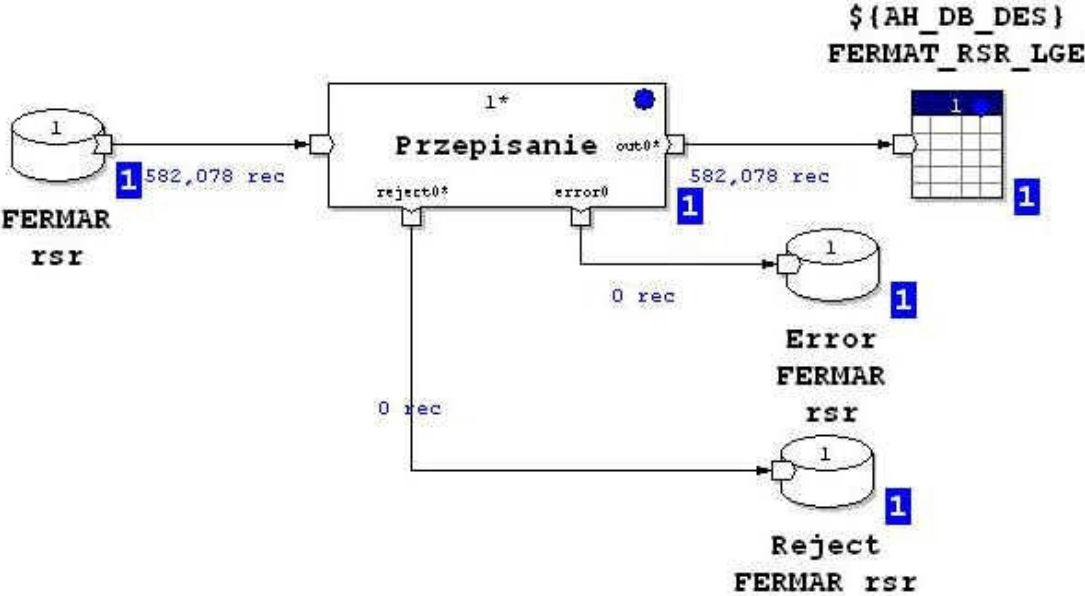 ${AH_DB_DES}
FERMAT_RSR_LGE
1
1
FERMAR
rsr
582,078 rec
1*
Przepisanie
out0*
reject0*
error0
1
582,078 rec
1
1
1
0 rec
1
Error
FERMAR
rsr
0 rec
1
1
Reject
FERMAR rsr